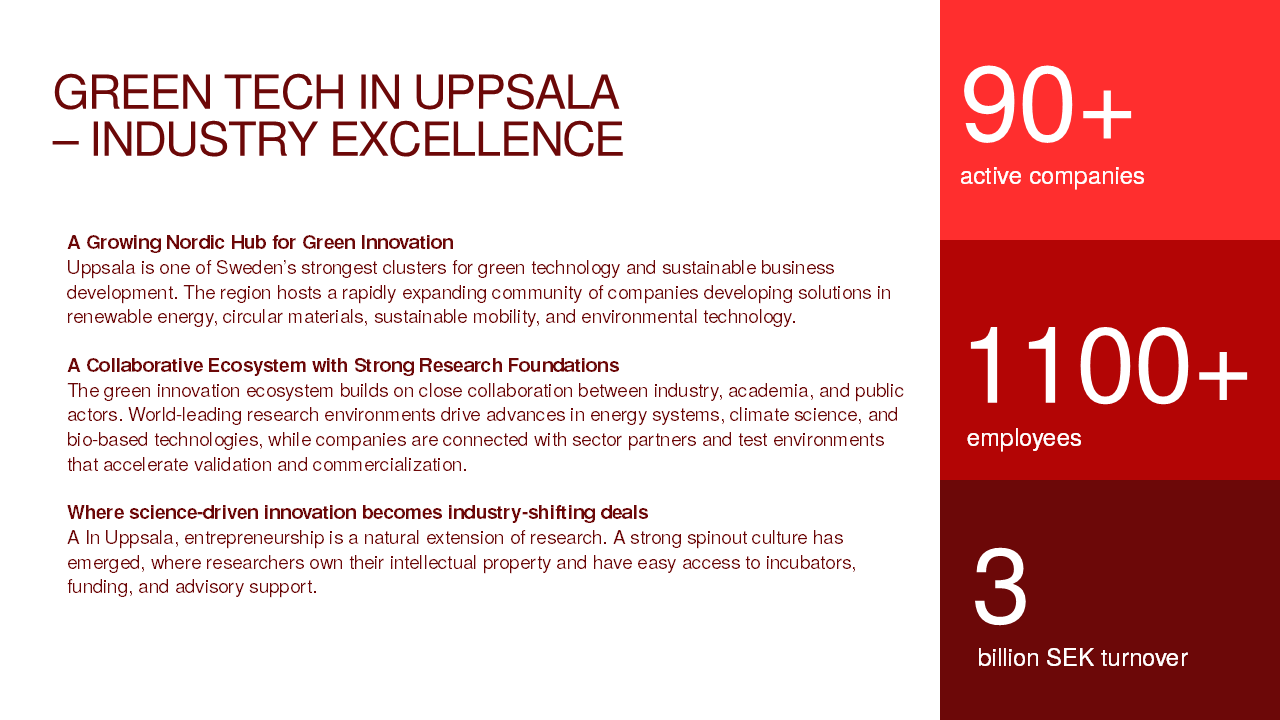 GREEN TECH IN UPPSALA
– INDUSTRY EXCELLENCE
A Growing Nordic Hub for Green Innovation
Uppsala is one of Sweden’s strongest clusters for green technology and sustainable business
development. The region hosts a rapidly expanding community of companies developing solutions in
renewable energy, circular materials, sustainable mobility, and environmental technology.
A Collaborative Ecosystem with Strong Research Foundations
The green innovation ecosystem builds on close collaboration between industry, academia, and public
actors. World-leading research environments drive advances in energy systems, climate science, and
bio-based technologies, while companies are connected with sector partners and test environments
that accelerate validation and commercialization.
Where science-driven innovation becomes industry-shifting deals
A In Uppsala, entrepreneurship is a natural extension of research. A strong spinout culture has
emerged, where researchers own their intellectual property and have easy access to incubators,
funding, and advisory support.
90+
active companies
1100+
employees
3
billion SEK turnover